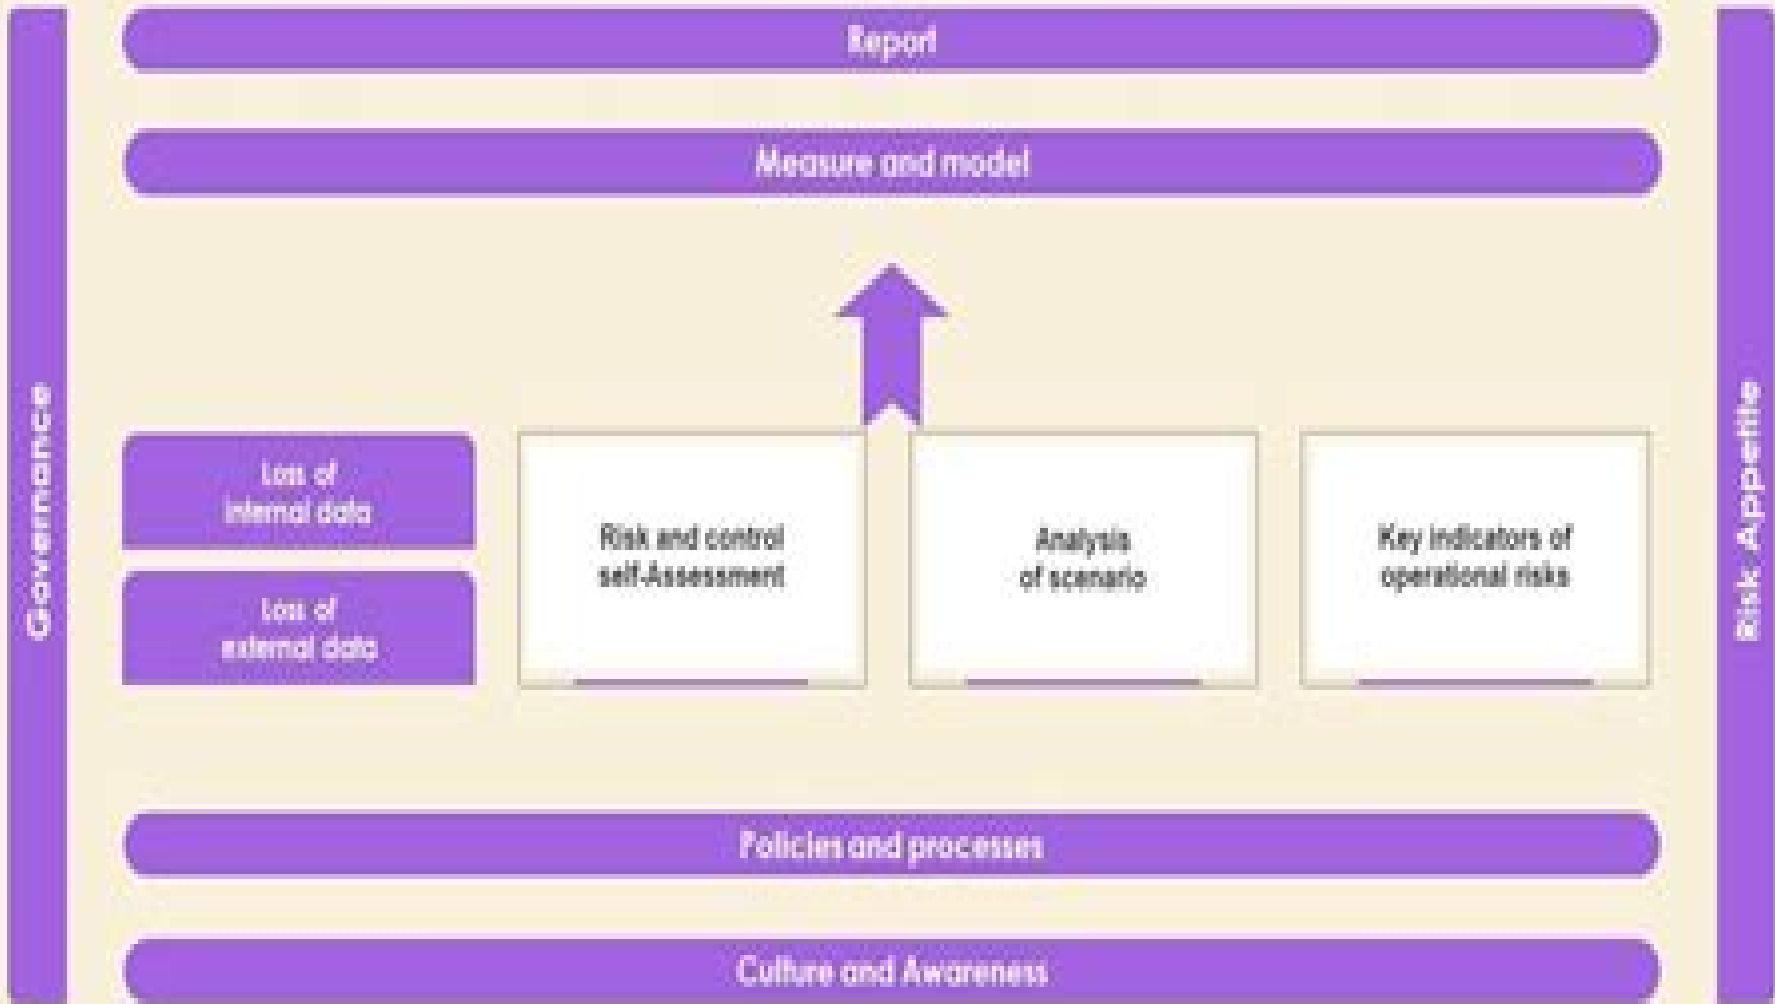 Report
Measure and model
Governance
Risk Appetite
Loss of
internal data
Loss of
external data
Risk and control
self-Assessment
Analysis
of scenario
Key indicators of
operational risks
Policies and processes
Culture and Awareness